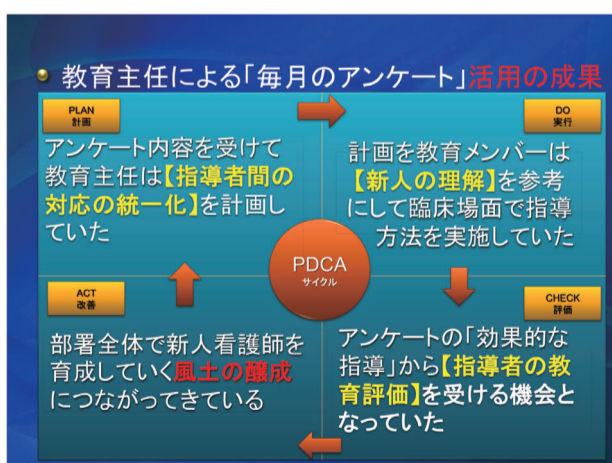 教育主任による「毎月のアンケート」活用の成果
PLAN
計画
アンケート内容を受けて
教育主任は【指導者間の
対応の統一化】を計画し
ていた
DO
実行
計画を教育メンバーは
【新人の理解】を参考
にして臨床場面で指導
方法を実施していた
PDCA
サイクル
ACT
改善
部署全体で新人看護師を
育成していく風土の醸成
につながってきている
CHECK
評価
アンケートの「効果的な
指導」から【指導者の教
育評価】を受ける機会と
なっていた